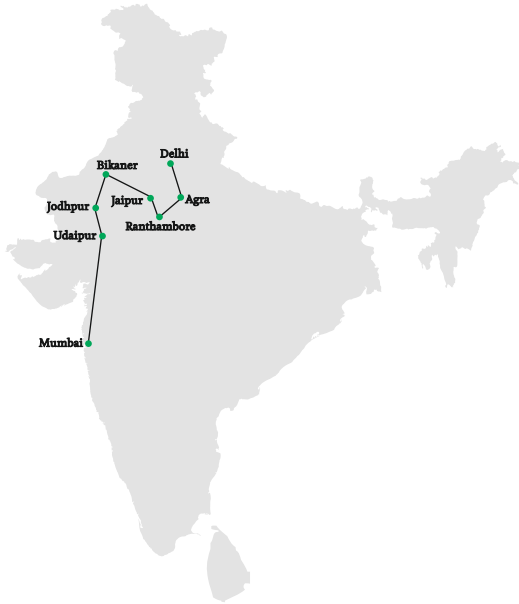 Delhi
Bikaner
Jaipur
Agra
Jodhpur
Ranthambore
Udaipur
Mumbai